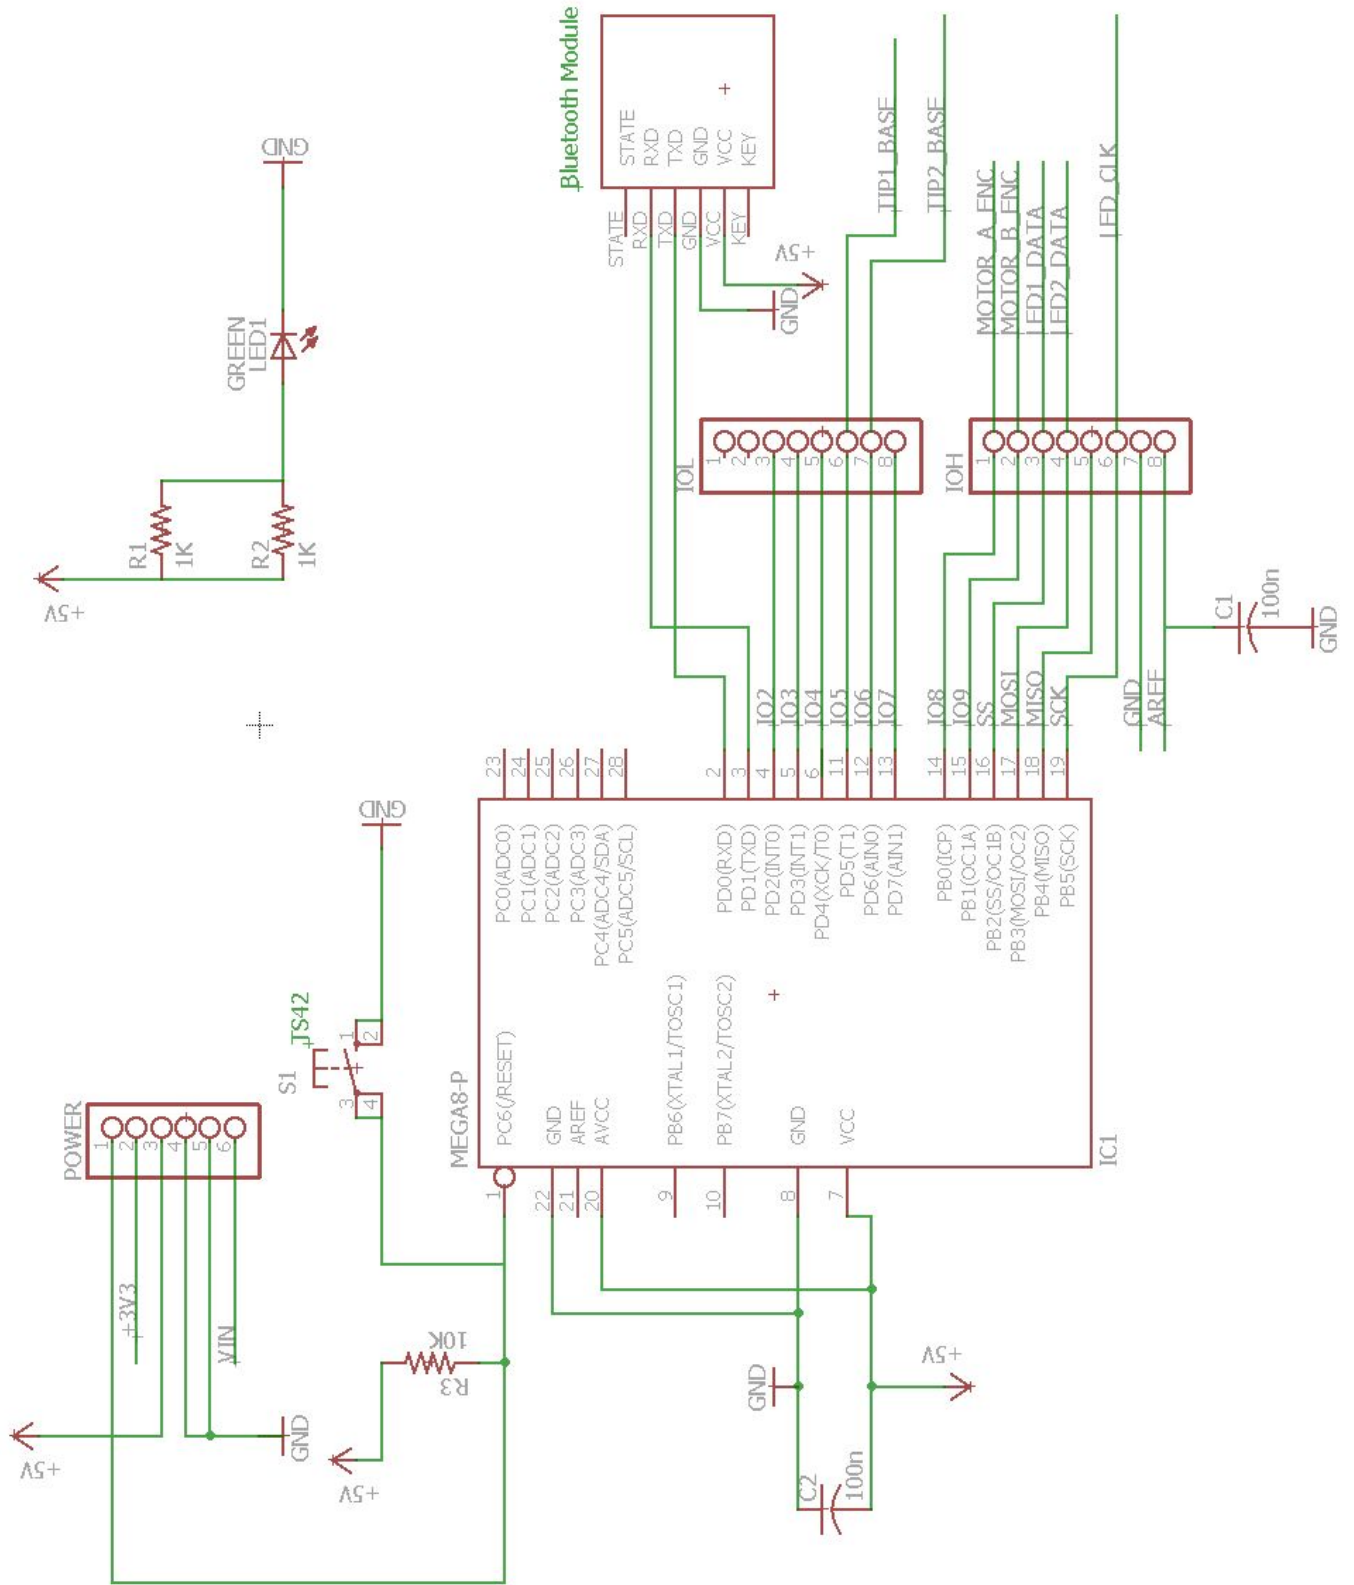 Bluetooth Module
STATE
RXD
TXD
GND
VCC
KEY
STATE
RXD
TXD
GND
VCC
KEY
+5V
GND
TIP1_BASE
TIP2_BASE
MOTOR_A_ENC
MOTOR_B_ENC
LED1_DATA
LED2_DATA
LED_CLK
GND
GREEN
LED1
R1
1K
R2
1K
+5V
IOL
1
2
3
4
5
6
7
8
IOH
1
2
3
4
5
6
7
8
C1
100n
GND
IO2
IO3
IO4
IO5
IO6
IO7
IO8
IO9
SS
MOSI
MISO
SCK
GND
AREF
23
24
25
26
27
28
2
3
4
5
6
11
12
13
14
15
16
17
18
19
PC0(ADC0)
PC1(ADC1)
PC2(ADC2)
PC3(ADC3)
PC4(ADC4/SDA)
PC5(ADC5/SCL)
PD0(RXD)
PD1(TXD)
PD2(INT0)
PD3(INT1)
PD4(XCK/T0)
PD5(T1)
PD6(AIN0)
PD7(AIN1)
PB0(ICP)
PB1(OC1A)
PB2(SS/OC1B)
PB3(MOSI/OC2)
PB4(MISO)
PB5(SCK)
GND
TS42
S1
1
2
3
4
MEGA8-P
PC6(/RESET)
GND
AREF
AVCC
PB6(XTAL1/TOSC1)
PB7(XTAL2/TOSC2)
GND
VCC
IC1
1
22
21
20
9
10
8
7
POWER
1
2
3
4
5
6
+3V3
VIN
+5V
GND
10K
R3
+5V
GND
+5V
C2
100n